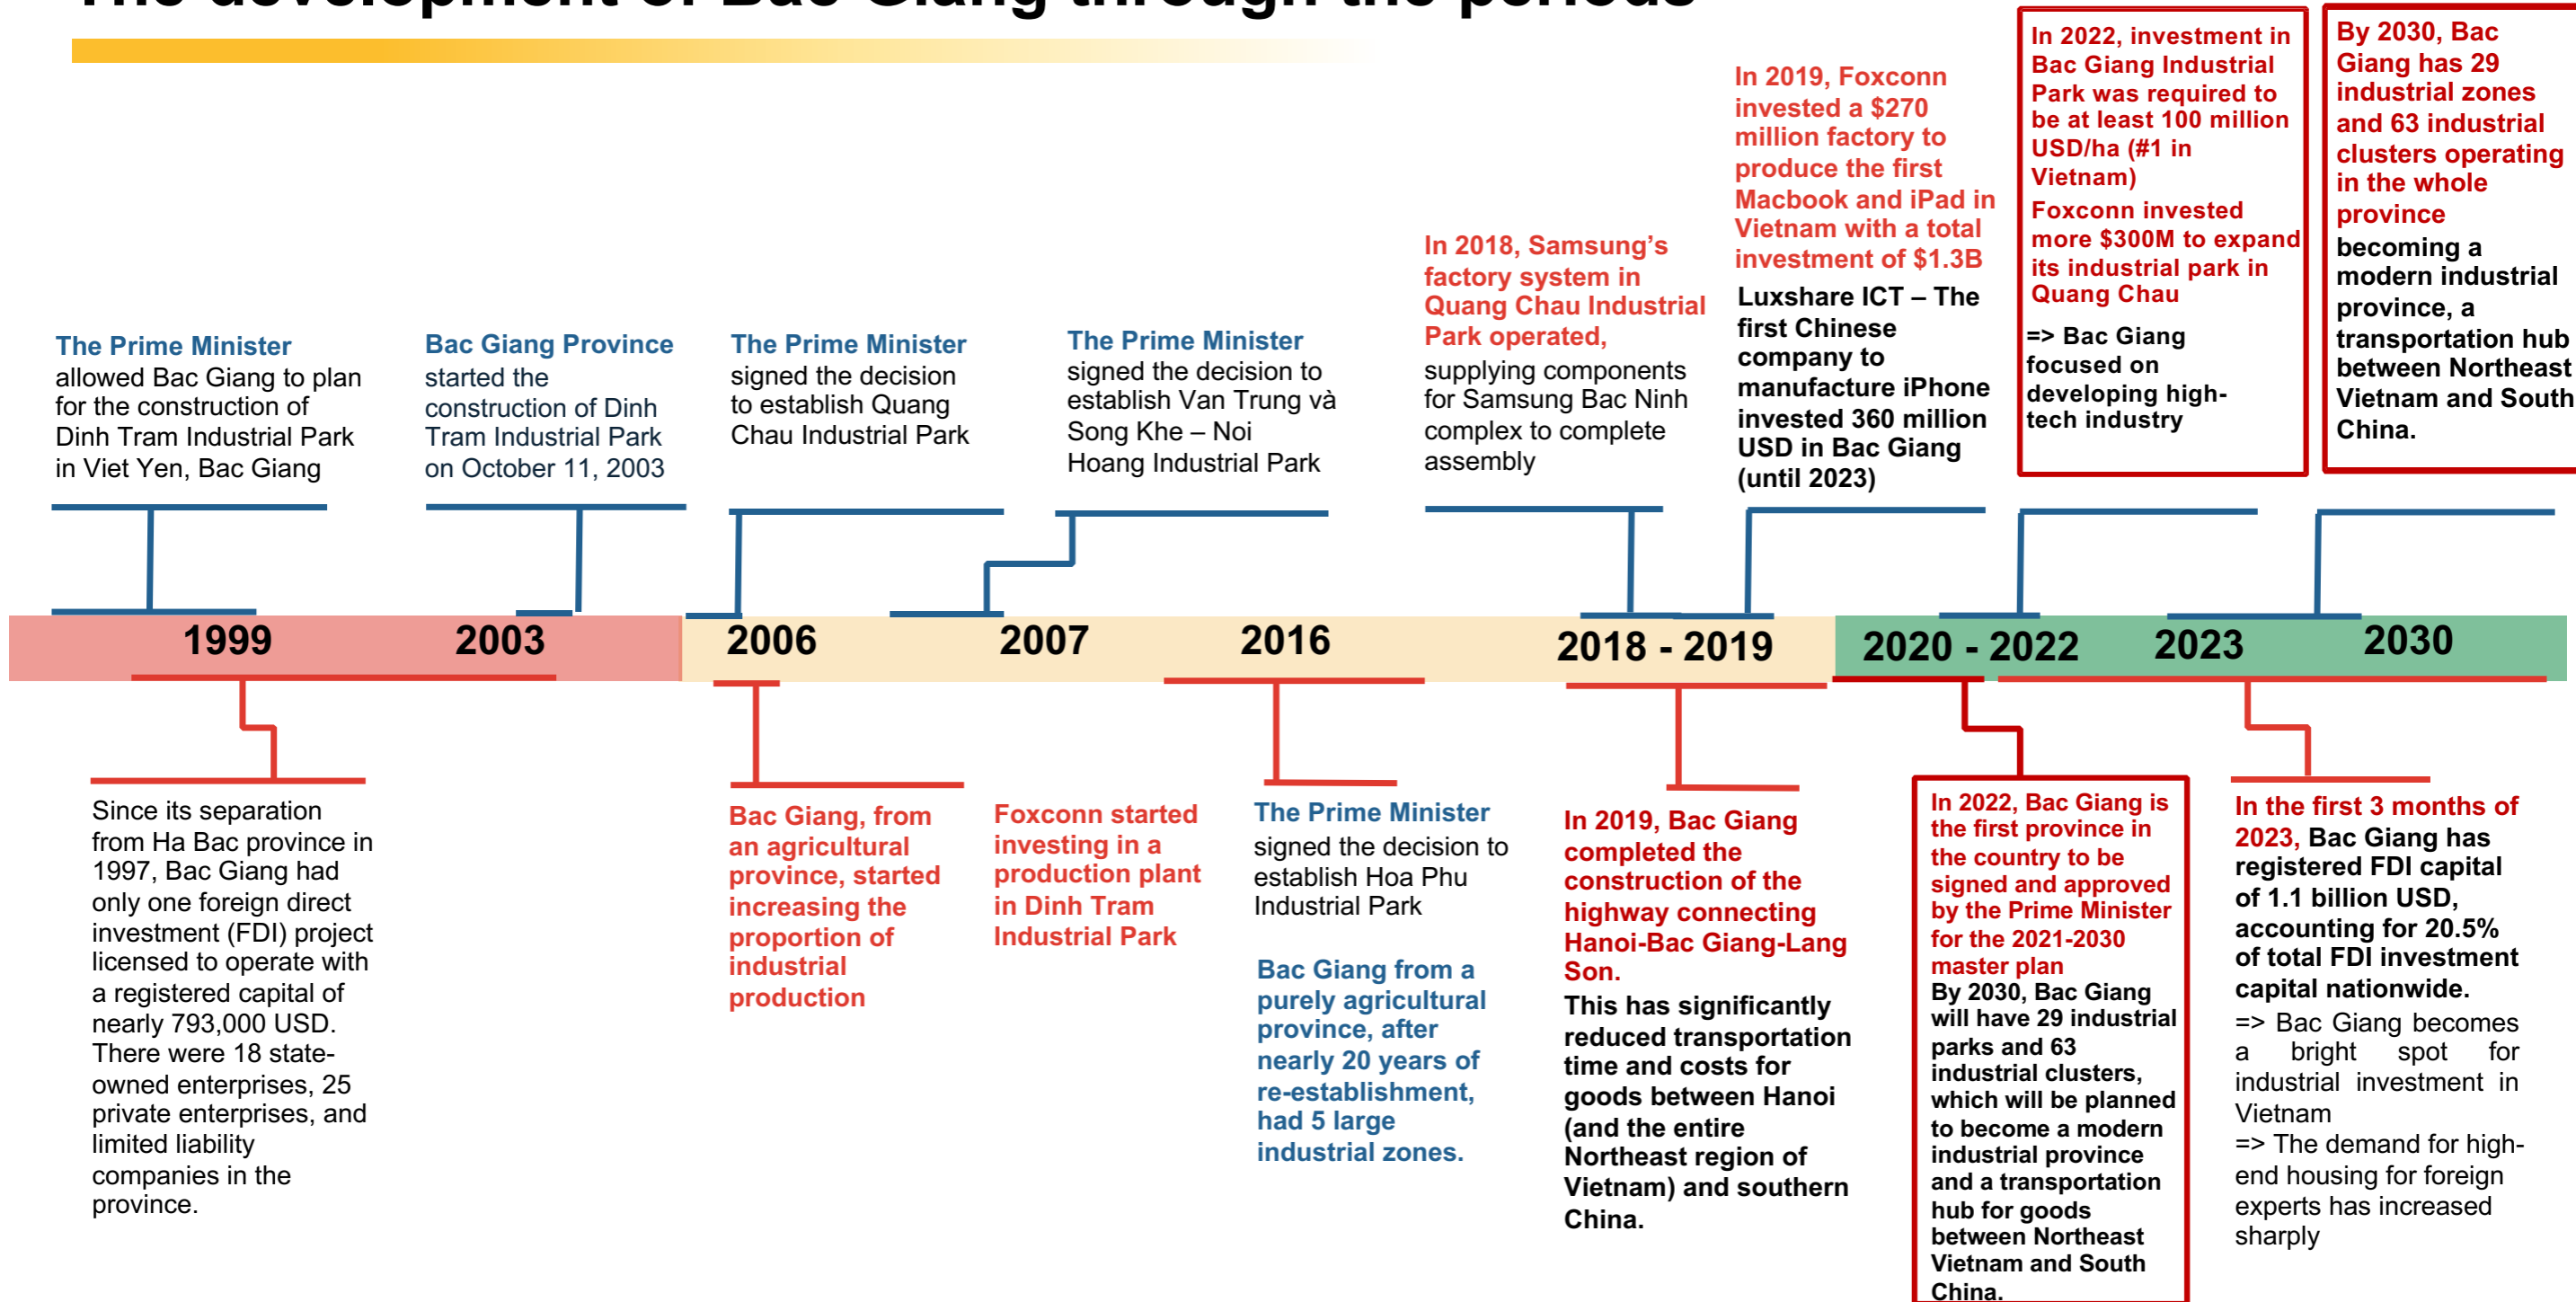 The development of Bac Giang through the periods
The Prime Minister
allowed Bac Giang to plan
for the construction of
Dinh Tram Industrial Park
in Viet Yen, Bac Giang
Bac Giang Province
started the
construction of Dinh
Tram Industrial Park
on October 11, 2003
The Prime Minister
signed the decision
to establish Quang
Chau Industrial Park
The Prime Minister
signed the decision to
establish Van Trung và
Song Khe – Noi
Hoang Industrial Park
In 2018, Samsung’s
factory system in
Quang Chau Industrial
Park operated,
supplying components
for Samsung Bac Ninh
complex to complete
assembly
In 2019, Foxconn
invested a $270
million factory to
produce the first
Macbook and iPad in
Vietnam with a total
investment of $1.3B
Luxshare ICT – The
first Chinese
company to
manufacture iPhone
invested 360 million
USD in Bac Giang
(until 2023)
In 2022, investment in
Bac Giang Industrial
Park was required to
be at least 100 million
USD/ha (#1 in
Vietnam)
Foxconn invested
more $300M to expand
its industrial park in
Quang Chau
=> Bac Giang
focused on
developing high-
tech industry
By 2030, Bac
Giang has 29
industrial zones
and 63 industrial
clusters operating
in the whole
province
becoming a
modern industrial
province, a
transportation hub
between Northeast
Vietnam and South
China.
1999
2003
2006
2007
2016
2018 - 2019
2020 - 2022
2023
2030
Since its separation
from Ha Bac province in
1997, Bac Giang had
only one foreign direct
investment (FDI) project
licensed to operate with
a registered capital of
nearly 793,000 USD.
There were 18 state-
owned enterprises, 25
private enterprises, and
limited liability
companies in the
province.
Bac Giang, from
an agricultural
province, started
increasing the
proportion of
industrial
production
Foxconn started
investing in a
production plant
in Dinh Tram
Industrial Park
The Prime Minister
signed the decision to
establish Hoa Phu
Industrial Park
Bac Giang from a
purely agricultural
province, after
nearly 20 years of
re-establishment,
had 5 large
industrial zones.
In 2019, Bac Giang
completed the
construction of the
highway connecting
Hanoi-Bac Giang-Lang
Son.
This has significantly
reduced transportation
time and costs for
goods between Hanoi
(and the entire
Northeast region of
Vietnam) and southern
China.
In 2022, Bac Giang is
the first province in
the country to be
signed and approved
by the Prime Minister
for the 2021-2030
master plan
By 2030, Bac Giang
will have 29 industrial
parks and 63
industrial clusters,
which will be planned
to become a modern
industrial province
and a transportation
hub for goods
between Northeast
Vietnam and South
China.
In the first 3 months of
2023, Bac Giang has
registered FDI capital
of 1.1 billion USD,
accounting for 20.5%
of total FDI investment
capital nationwide.
=> Bac Giang becomes
a bright spot for
industrial investment in
Vietnam
=> The demand for high-
end housing for foreign
experts has increased
sharply